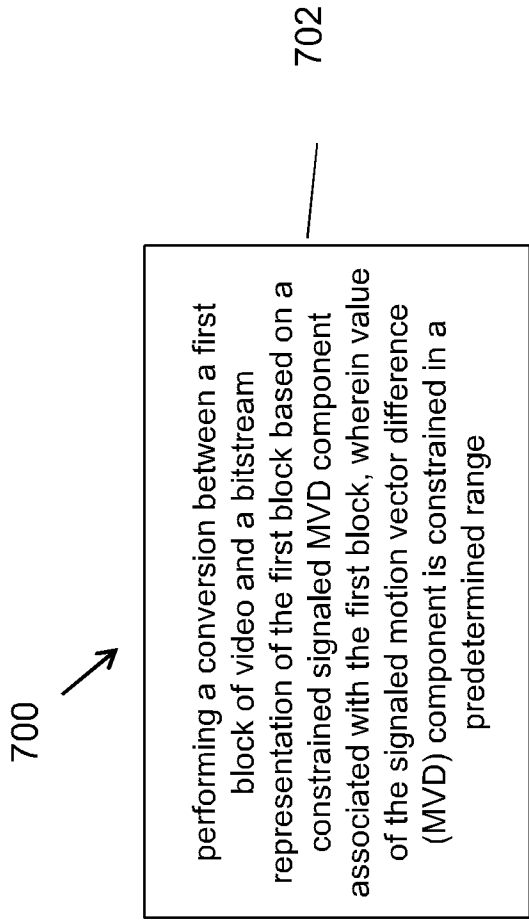 700
performing a conversion between a first
block of video and a bitstream
representation of the first block based on a
constrained signaled MVD component
associated with the first block, wherein value
of the signaled motion vector difference
(MVD) component is constrained in a
predetermined range
702